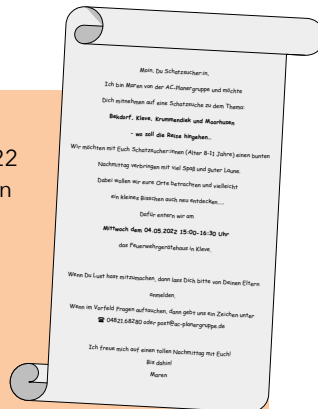 22
n
Moin, Du Schatzsucher:in,
Ich bin Maren von der AC-Planergruppe und möchte
Dich mitnehmen auf eine Schatzsuche zu dem Thema:
Bekdorf, Kleve, Krummendiek und Moorhusen
- wo soll die Reise hingehen…
Wir möchten mit Euch Schatzsucher:innen (Alter 8-11 Jahre) einen bunten
Nachmittag verbringen mit viel Spaß und guter Laune.
Dabei wollen wir eure Orte betrachten und vielleicht
ein kleines Bisschen auch neu entdecken….
Dafür entern wir am
Mittwoch dem 04.05.2022 15:00-16:30 Uhr
das Feuerwehrgerätehaus in Kleve.
Wenn Du Lust hast mitzumachen, dann lass Dich bitte von Deinen Eltern
anmelden.
Wenn im Vorfeld Fragen auftauchen, dann gebt uns ein Zeichen unter
☎ 04821.68280 oder post@ac-planergruppe.de
Ich freue mich auf einen tollen Nachmittag mit Euch!
Bis dahin!
Maren